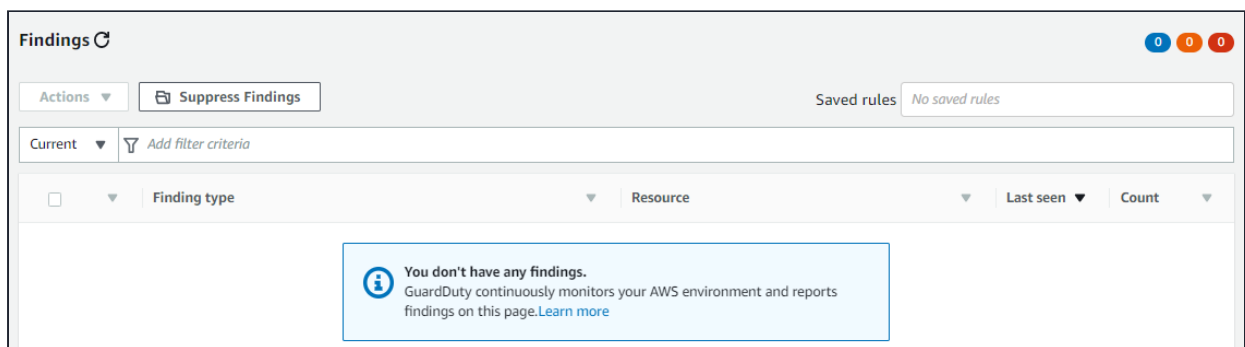 Findings
0 0 0
Actions Suppress Findings Saved rules No saved rules
Current Add filter criteria
Finding type Resource Last seen Count
You don't have any findings.
GuardDuty continuously monitors your AWS environment and reports
findings on this page.Learn more